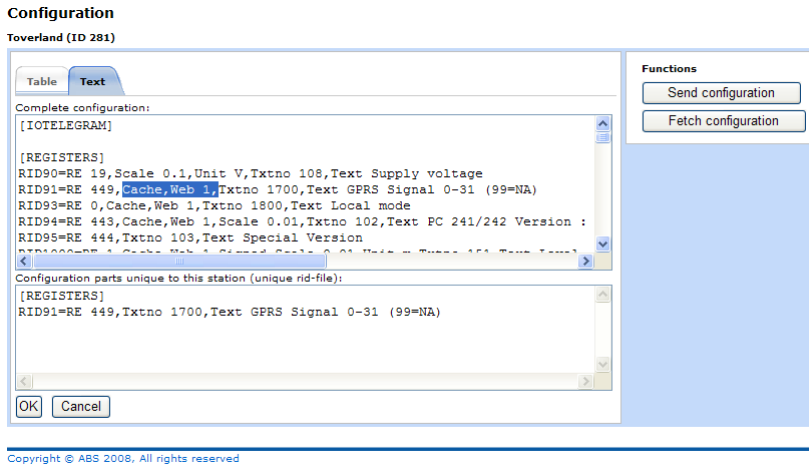 Configuration
Toverland (ID 281)
Table Text
Complete configuration:
[IOTELEGRAM]
[REGISTERS]
RID90=RE 19,Scale 0.1,Unit V,Txtno 108,Text Supply voltage
RID91=RE 449,Cache,Web 1,Txtno 1700,Text GPRS Signal 0-31 (99=NA)
RID93=RE 0,Cache,Web 1,Txtno 1800,Text Local mode
RID94=RE 443,Cache,Web 1,Scale 0.01,Txtno 102,Text PC 241/242 Version :
RID95=RE 444,Txtno 103,Text Special Version
Configuration parts unique to this station (unique rid-file):
[REGISTERS]
RID91=RE 449,Txtno 1700,Text GPRS Signal 0-31 (99=NA)
OK Cancel
Functions
Send configuration
Fetch configuration
Copyright © ABS 2008, All rights reserved